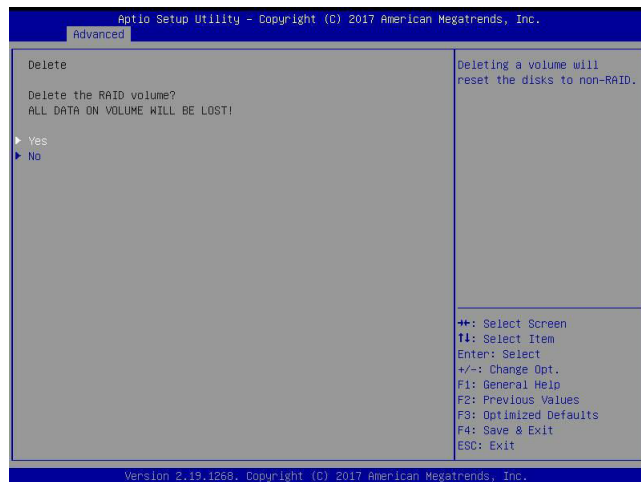 Aptio Setup Utility – Copyright (C) 2017 American Megatrends, Inc.
Advanced
Delete
Delete the RAID volume?
ALL DATA ON VOLUME WILL BE LOST!
Yes
No
Deleting a volume will
reset the disks to non-RAID.
→←: Select Screen
↑↓: Select Item
Enter: Select
+/-: Change Opt.
F1: General Help
F2: Previous Values
F3: Optimized Defaults
F4: Save & Exit
ESC: Exit
Version 2.19.1268. Copyright (C) 2017 American Megatrends, Inc.